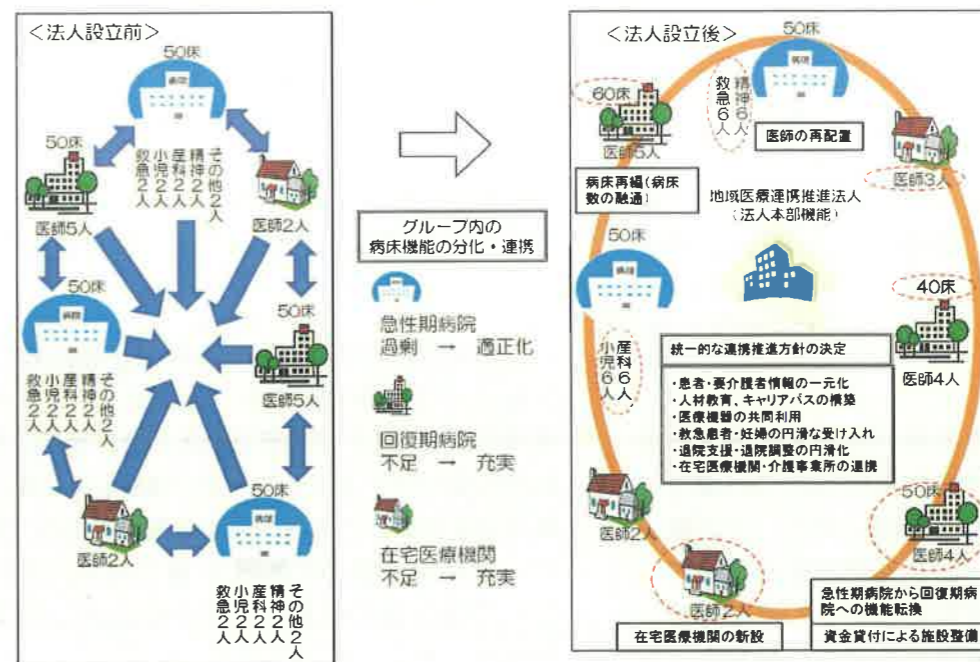 ＜法人設立前＞
50床
病院
50床
医師5人
その他2人
精神2人
産科2人
小児2人
救急2人
医師2人
50床
病院
その他2人
精神2人
産科2人
小児2人
救急2人
50床
医師5人
医師2人
50床
病院
その他2人
精神2人
産科2人
小児2人
救急2人
グループ内の
病床機能の分化・連携
急性期病院
過剰 → 適正化
回復期病院
不足 → 充実
在宅医療機関
不足 → 充実
＜法人設立後＞
50床
病院
精神6人
救急6人
60床
医師5人
医師の再配置
医師3人
病床再編（病床
数の融通）
地域医療連携推進法人
（法人本部機能）
50床
病院
産科6人
小児6人
40床
医師4人
統一的な連携推進方針の決定
・患者・要介護者情報の一元化
・人材教育、キャリアパスの構築
・医療機器の共同利用
・救急患者・妊婦の円滑な受け入れ
・退院支援・退院調整の円滑化
・在宅医療機関・介護事業所の連携
50床
医師4人
医師2人
医師2人
急性期病院から回復期病
院への機能転換
在宅医療機関の新設
資金貸付による施設整備